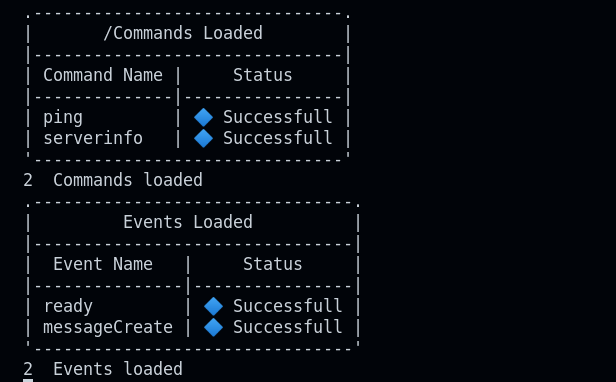 .-------------------------------.
|       /Commands Loaded        |
|-------------------------------|
| Command Name |     Status     |
|--------------|----------------|
| ping         | 🔷 Successfull |
| serverinfo   | 🔷 Successfull |
'-------------------------------'
2  Commands loaded
.--------------------------------.
|         Events Loaded          |
|--------------------------------|
|  Event Name   |     Status     |
|---------------|----------------|
| ready         | 🔷 Successfull |
| messageCreate | 🔷 Successfull |
'--------------------------------'
2  Events loaded